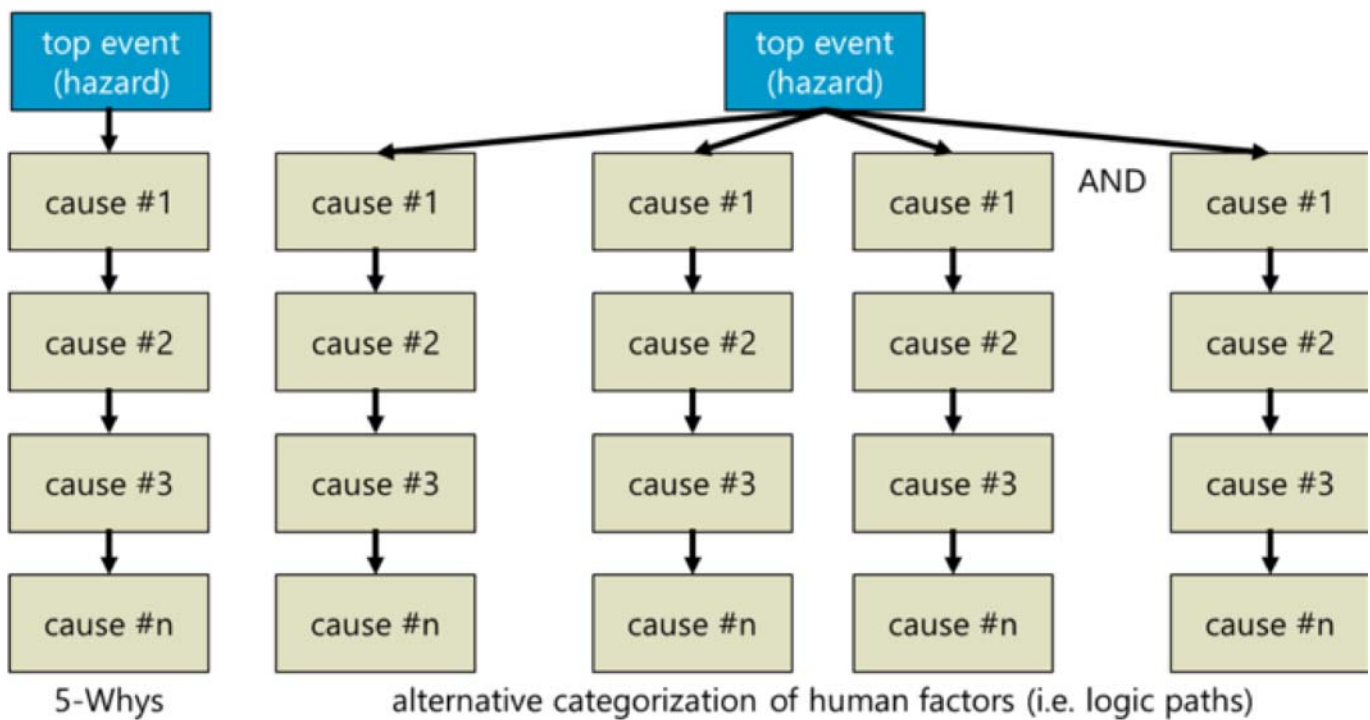 top event
(hazard)
top event
(hazard)
cause #1
cause #1
cause #1
cause #1
AND
cause #1
cause #2
cause #2
cause #2
cause #2
cause #2
cause #3
cause #3
cause #3
cause #3
cause #3
cause #n
cause #n
cause #n
cause #n
cause #n
5-Whys
alternative categorization of human factors (i.e. logic paths)